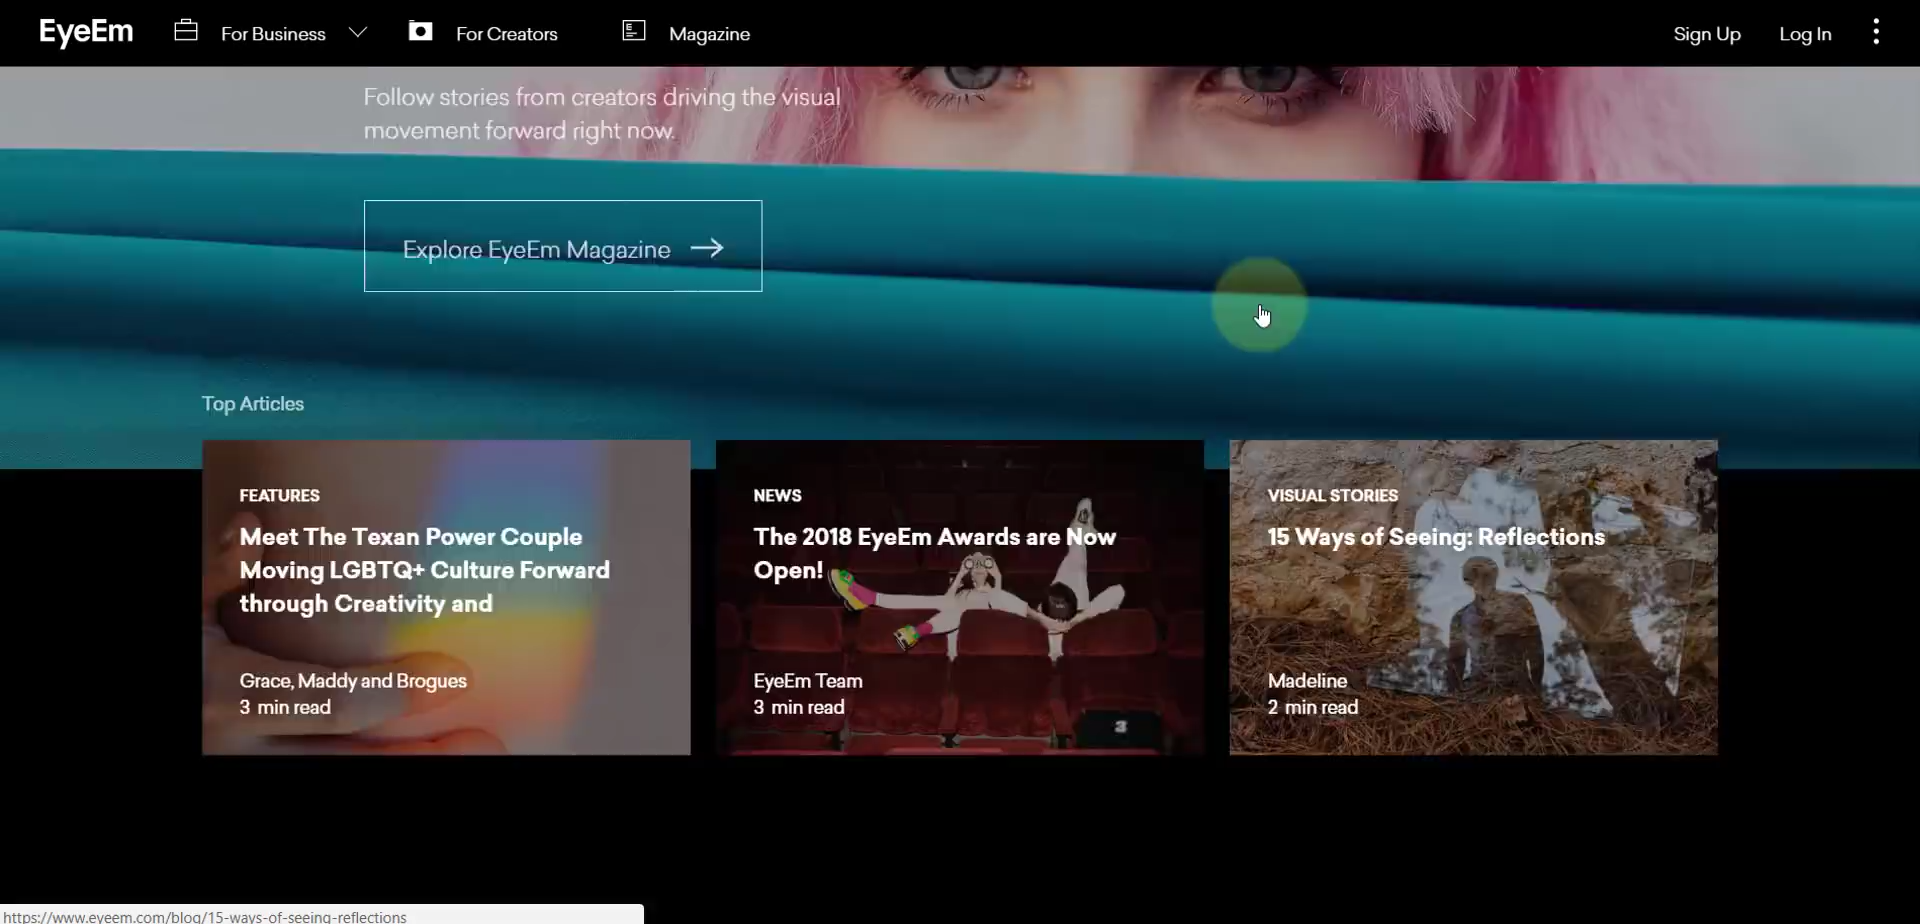 EyeEm For Business For Creators Magazine Sign Up Log In
Follow stories from creators driving the visual
movement forward right now.
Explore EyeEm Magazine
Top Articles
FEATURES
Meet The Texan Power Couple
Moving LGBTQ+ Culture Forward
through Creativity and
Grace, Maddy and Brogues
3 min read
NEWS
The 2018 EyeEm Awards are Now
Open!
EyeEm Team
3 min read
3
VISUAL STORIES
15 Ways of Seeing: Reflections
Madeline
2 min read
https://www.eyeem.com/blog/15-ways-of-seeing-reflections